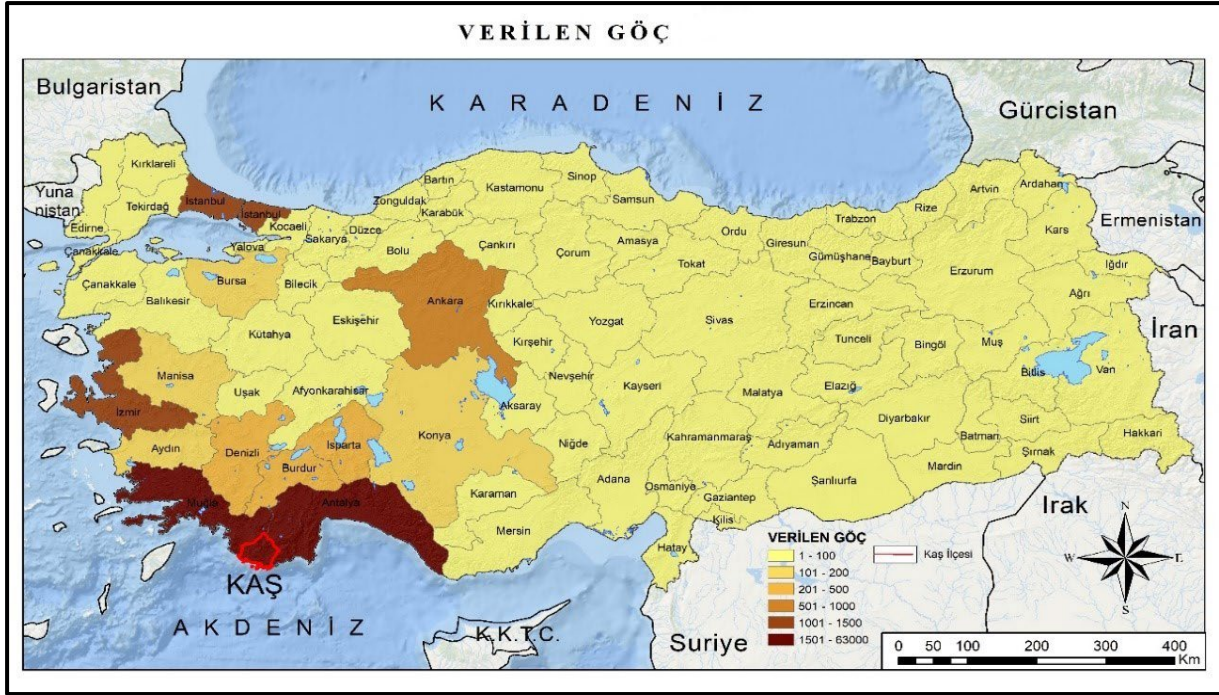 VERİLEN GÖÇ
Bulgaristan
KARADENİZ
Gürcistan
Kırklareli
Yuna
nistan
Edirne
Tekirdağ
İstanbul
İstanbul
Kocaeli
Yalova
Sakarya
Düzce
Zonguldak
Bartın
Karabük
Kastamonu
Sinop
Samsun
Ordu
Giresun
Trabzon
Rize
Artvin
Ardahan
Ermenistan
Kars
Iğdır
Çanakkale
Çanakkale
Balıkesir
Bursa
Bilecik
Bolu
Çankırı
Çorum
Amasya
Tokat
Gümüşhane
Bayburt
Erzurum
Ağrı
İran
Kütahya
Eskişehir
Ankara
Kırıkkale
Yozgat
Sivas
Erzincan
Tunceli
Bingöl
Muş
Bitlis
Van
Manisa
Uşak
Afyonkarahisar
Kırşehir
Nevşehir
Kayseri
Malatya
Elazığ
Diyarbakır
Batman
Siirt
Hakkari
Şırnak
İzmir
Aydın
Denizli
Isparta
Burdur
Konya
Aksaray
Niğde
Kahramanmaraş
Adıyaman
Şanlıurfa
Mardin
Muğla
Antalya
Karaman
Mersin
Adana
Osmaniye
Gaziantep
Kilis
Hatay
Irak
KAŞ
AKDENİZ
K.K.T.C.
Suriye
VERİLEN GÖÇ
1 - 100
101 - 200
201 - 500
501 - 1000
1001 - 1500
1501 - 63000
Kaş İlçesi
N
W
E
S
0 50 100 200 300 400
Km